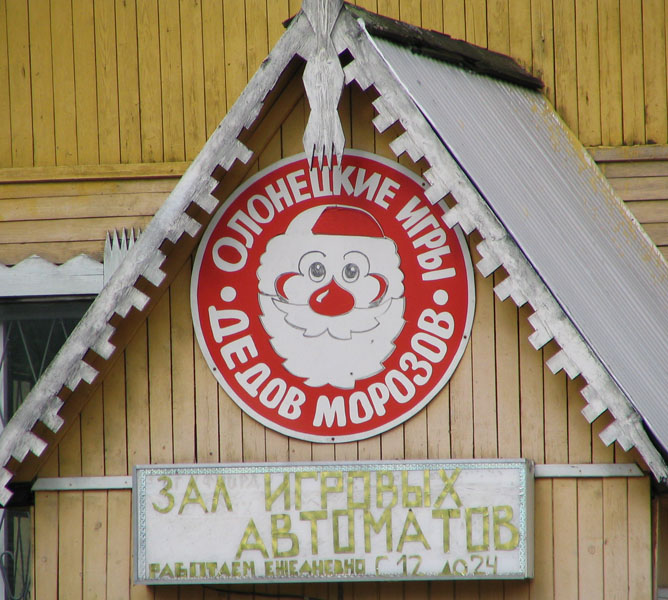 ОЛОНЕЦКИЕ ИГРЫ
ДЕДОВ МОРОЗОВ
ЗАЛ ИГРОВЫХ
АВТОМАТОВ
РАБОТАЕМ ЕЖЕДНЕВНО С 12 ДО 24